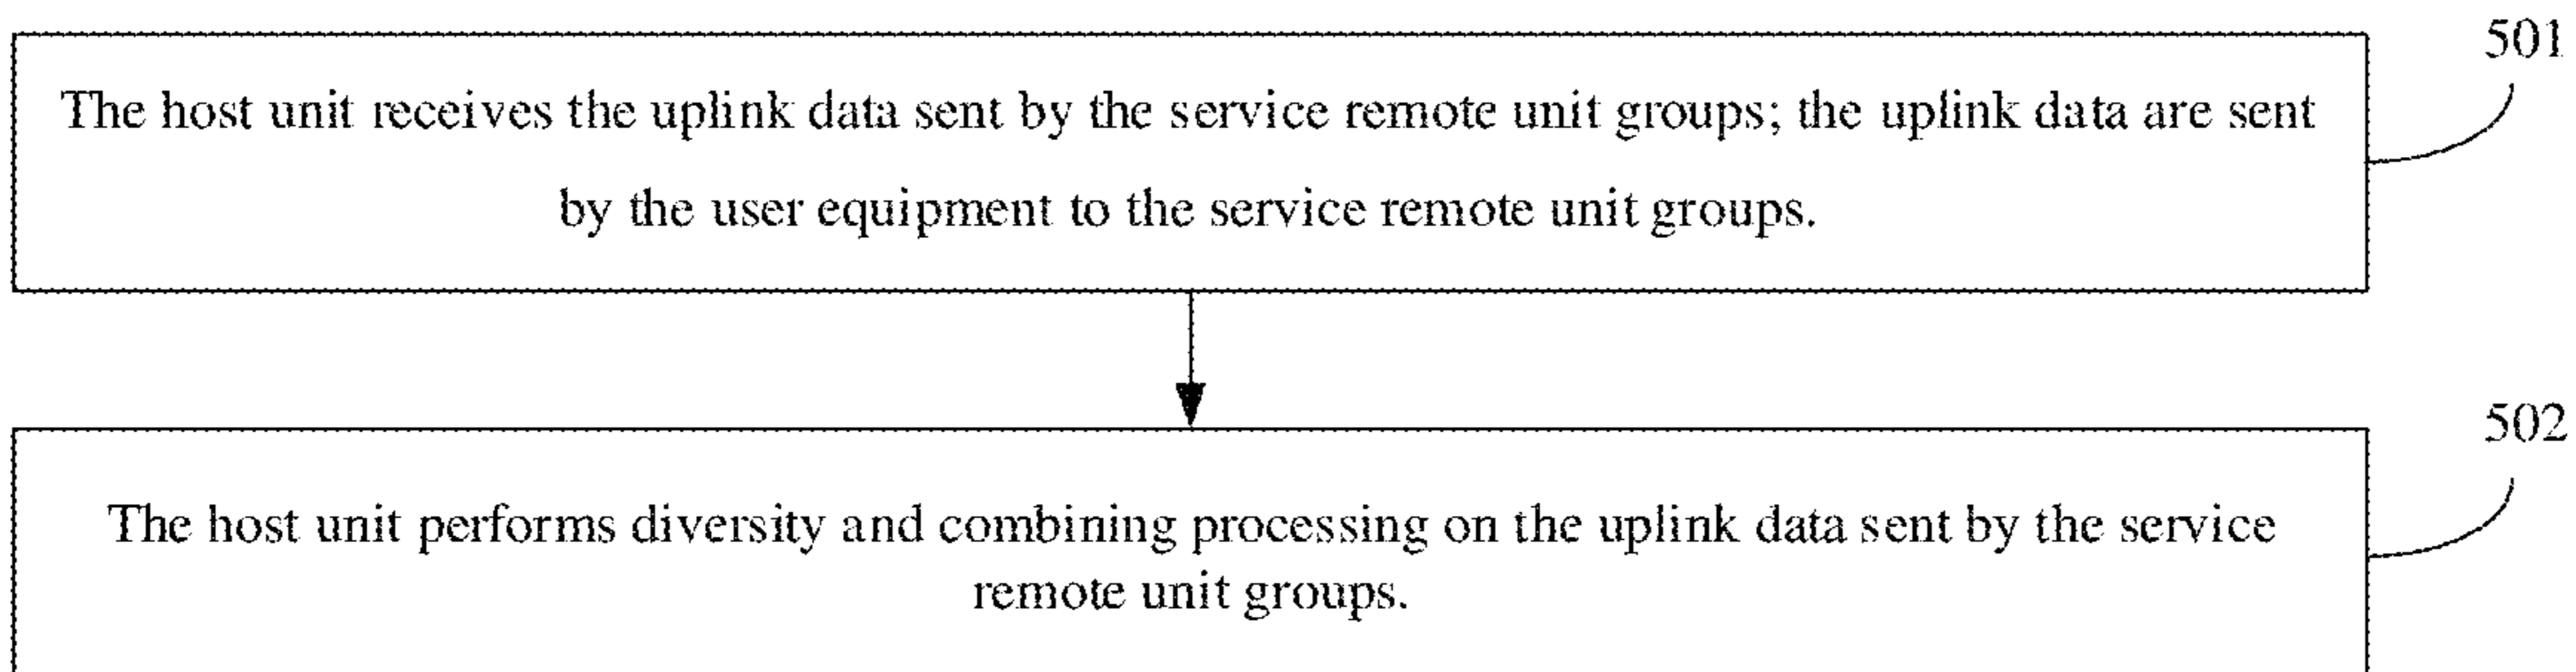 501
The host unit receives the uplink data sent by the service remote unit groups; the uplink data are sent
by the user equipment to the service remote unit groups.
502
The host unit performs diversity and combining processing on the uplink data sent by the service
remote unit groups.